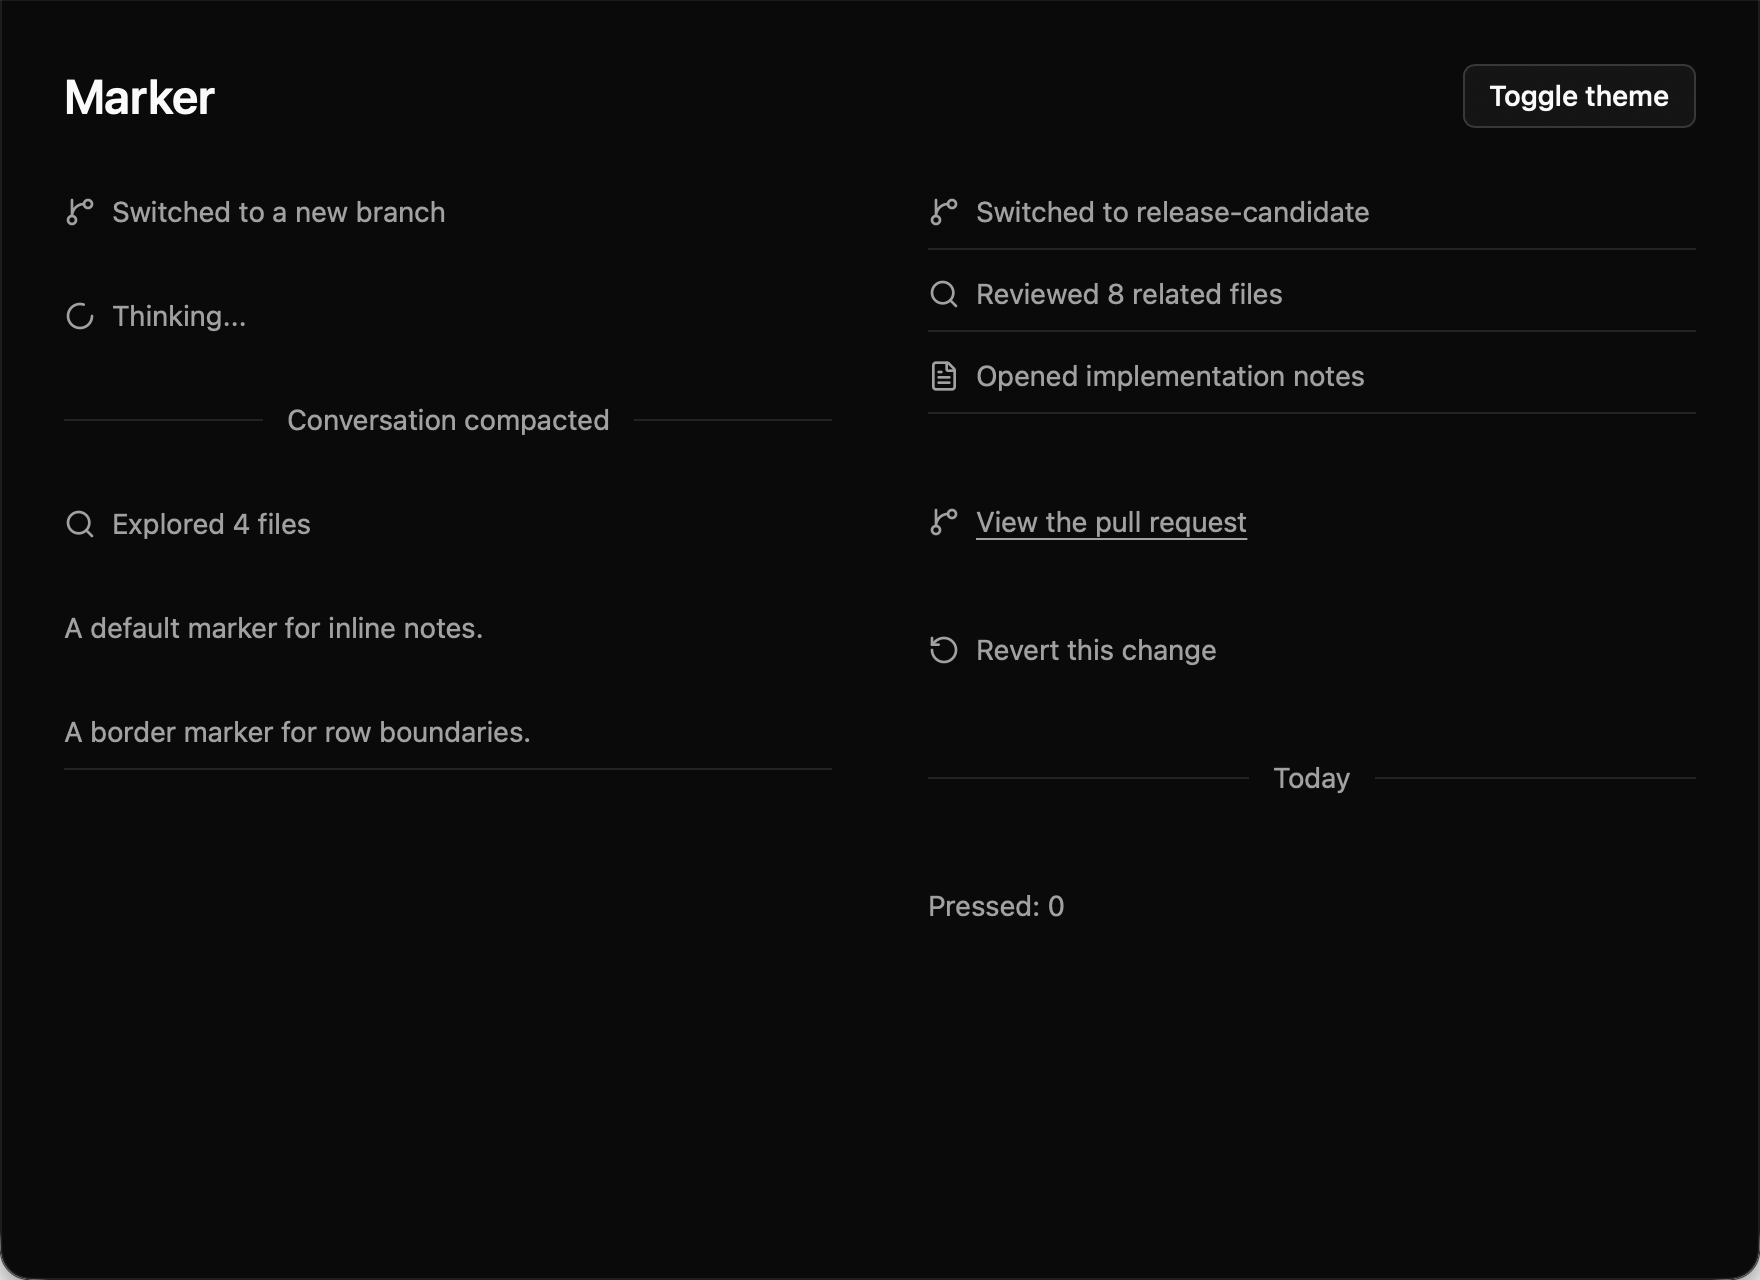 Marker
Toggle theme
Switched to a new branch
Thinking...
Conversation compacted
Explored 4 files
A default marker for inline notes.
A border marker for row boundaries.
Switched to release-candidate
Reviewed 8 related files
Opened implementation notes
View the pull request
Revert this change
Today
Pressed: 0